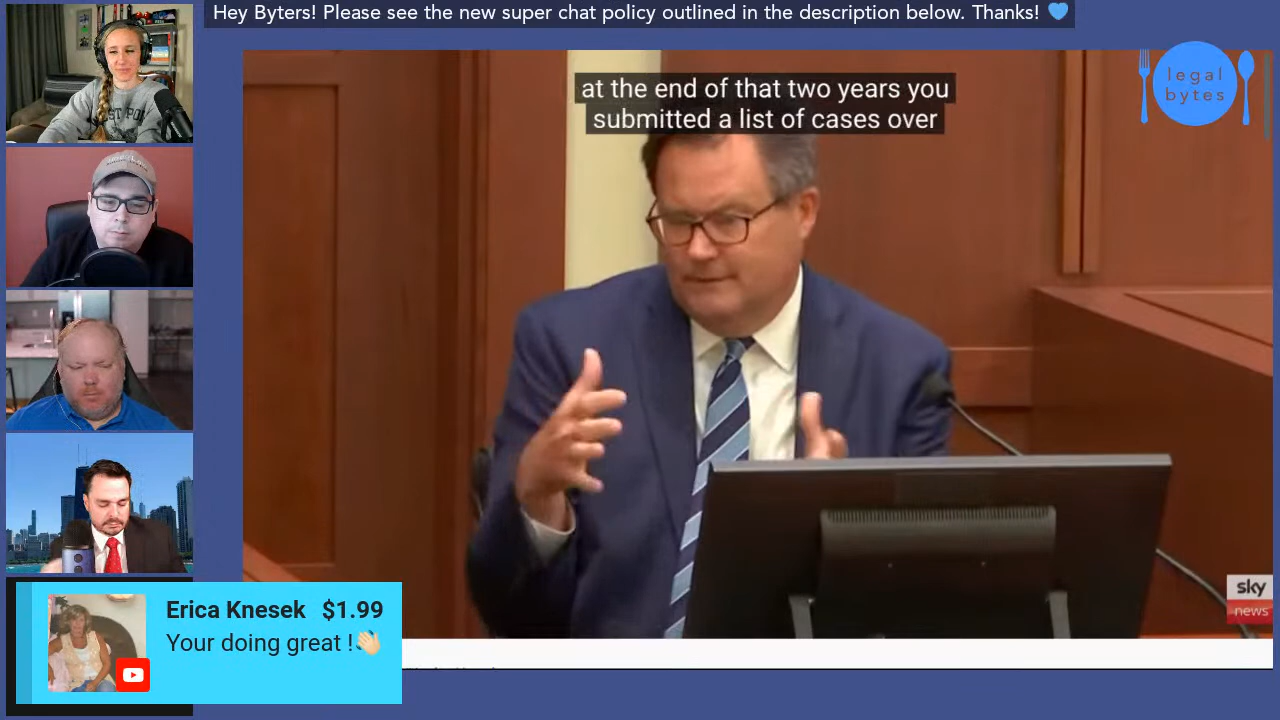 Hey Byters! Please see the new super chat policy outlined in the description below. Thanks! 💙
legal
bytes
at the end of that two years you
submitted a list of cases over
sky
news
Erica Knesek $1.99
Your doing great !👏🏻